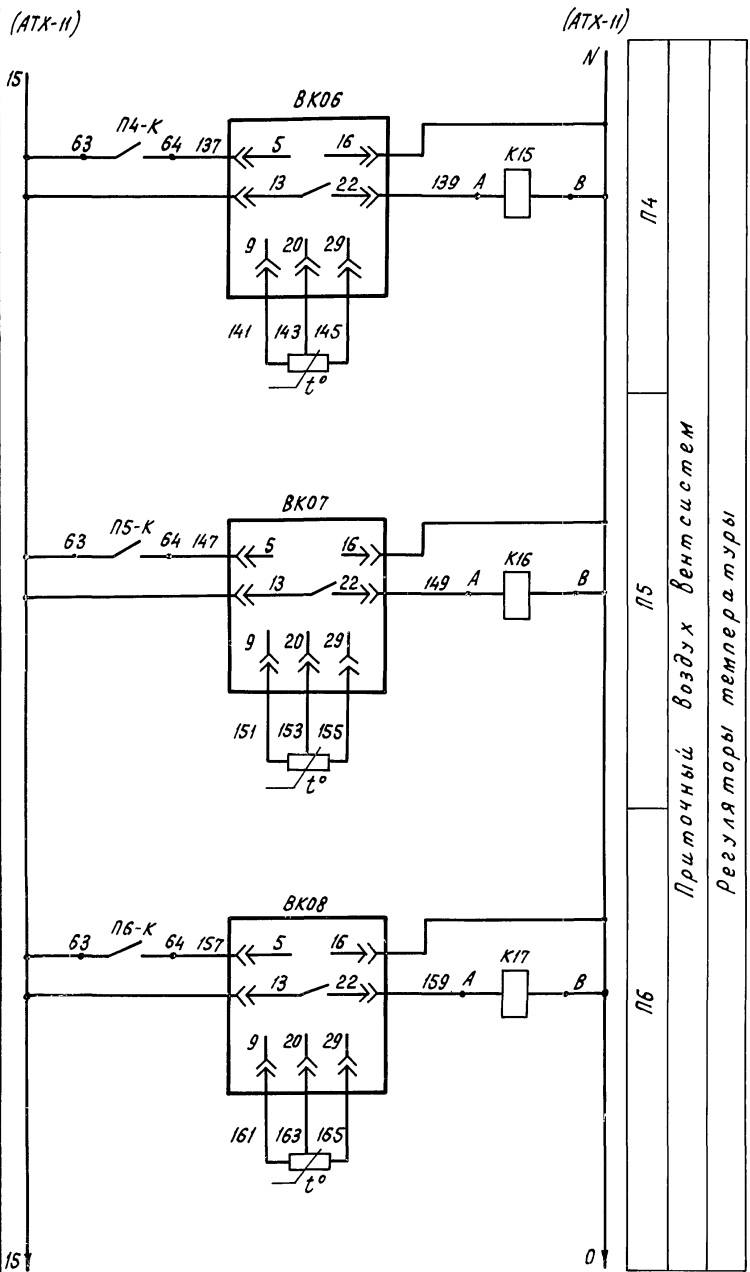 (АТХ-11)
(АТХ-11)
15
N
ВК06
П4-К
63
64
137
5
16
К15
13
22
139
А
В
9
20
29
141
143
145
t°
П4
ВК07
П5-К
63
64
147
5
16
К16
13
22
149
А
В
9
20
29
151
153
155
t°
П5
ВК08
П6-К
63
64
157
5
16
К17
13
22
159
А
В
9
20
29
161
163
165
t°
П6
15
0
Приточный воздух вентсистем
Регуляторы температуры